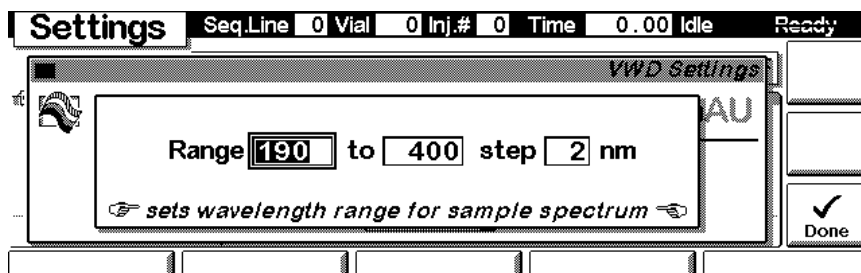 Settings Seq.Line 0 Vial 0 Inj.# 0 Time 0.00 Idle Ready
VWD Settings
AU
Range 190 to 400 step 2 nm
sets wavelength range for sample spectrum
Done